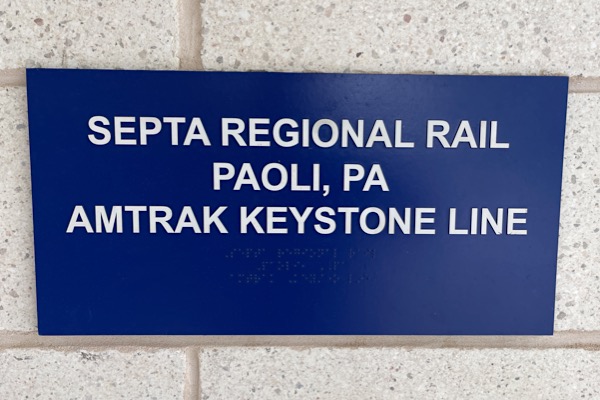 SEPTA REGIONAL RAIL
PAOLI, PA
AMTRAK KEYSTONE LINE